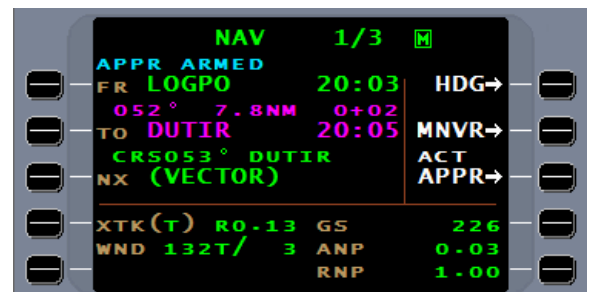 NAV 1/3 M
APPR ARMED
FR LOGPO 20:03 HDG→
052° 7.8NM 0+02
TO DUTIR 20:05 MNVR→
CRS053° DUTIR ACT
NX (VECTOR) APPR→
XTK(T) R0.13 GS 226
WND 132T/ 3 ANP 0.03
RNP 1.00